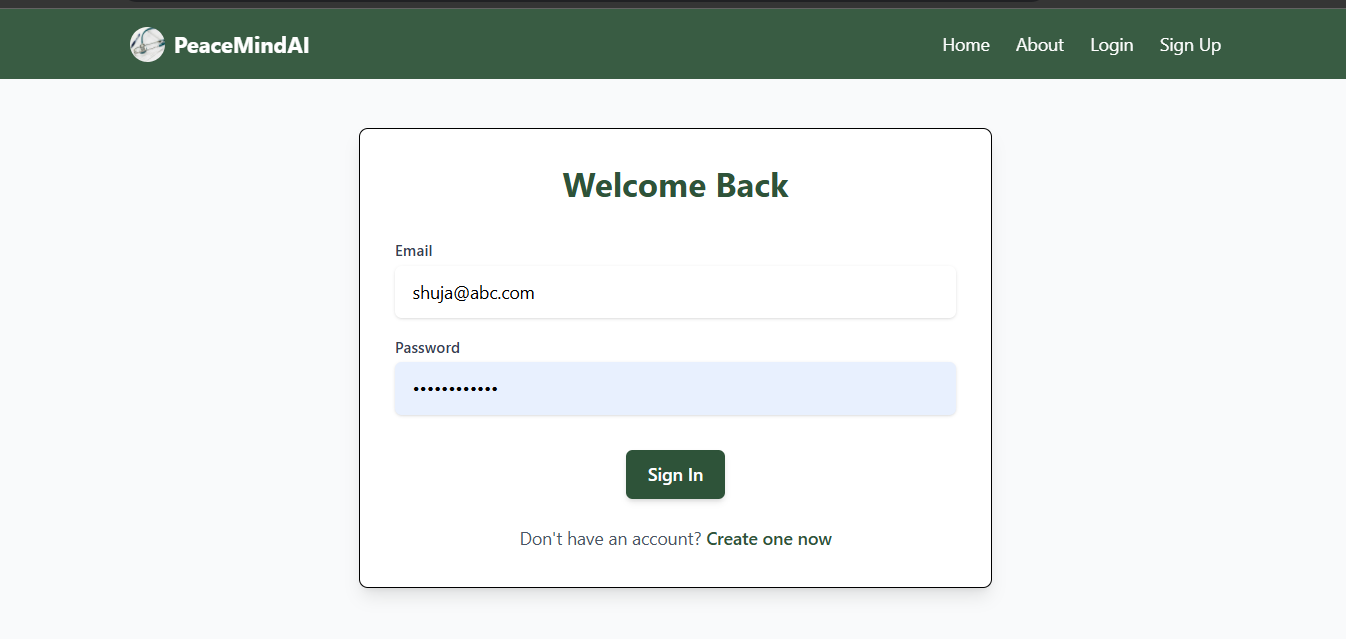 PeaceMindAI
Home About Login Sign Up
Welcome Back
Email
shuja@abc.com
Password
••••••••••••
Sign In
Don't have an account? Create one now